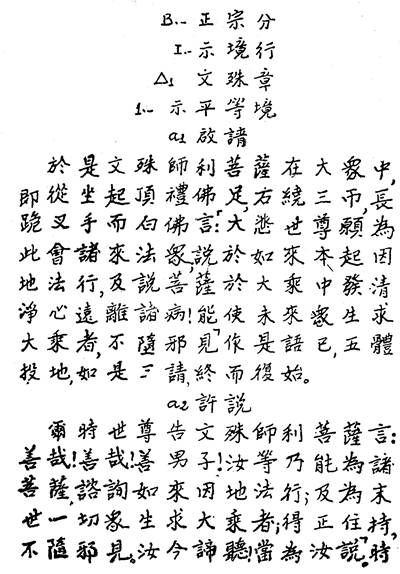 B.. 正宗分
I.. 示境行
△1 文殊章
1.. 示平等境
a1 啟請
於是文殊師利菩薩在大眾中,
即從坐起頂禮佛足,右繞三帀,長
跪叉手而白佛言:「大悲世尊!願為
此會諸來法眾,說於如來本起因
地法行,及說菩薩於大乘中發清
淨心,遠離諸病!能使未來眾生求
大乘者,不隨邪見」作是語已,五體
投地,如是三請,終而復始。
a2 許說
爾時世尊告文殊師利菩薩言:
善哉!善哉!善男子!汝等乃能為諸
菩薩,諮詢如來因地法行;及為末
世一切眾生求大乘者;得正住持,
不隨邪見。汝今諦聽!當為汝說,時